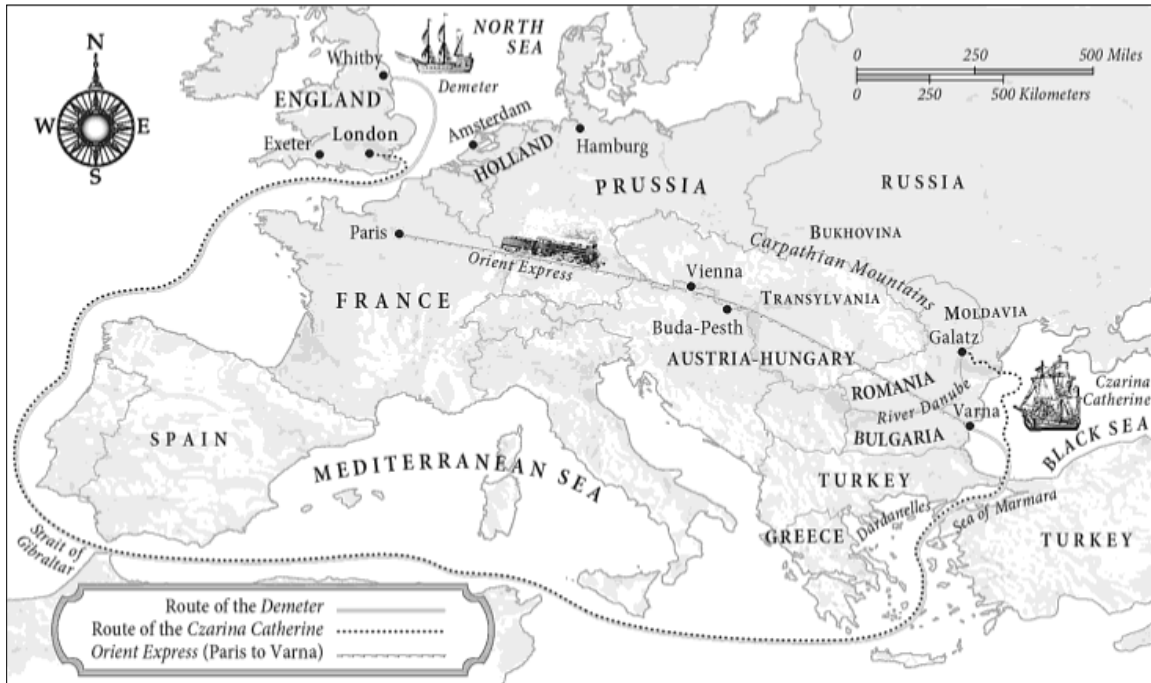 N
W E
S
NORTH
SEA
Whitby
Demeter
ENGLAND
London
Exeter
Amsterdam
HOLLAND
Hamburg
0 250 500 Miles
0 250 500 Kilometers
PRUSSIA
RUSSIA
BUKHOVINA
Carpathian Mountains
Paris
Orient Express
Vienna
TRANSYLVANIA
FRANCE
Buda-Pesth
MOLDAVIA
Galatz
AUSTRIA-HUNGARY
ROMANIA
River Danube
Varna
Czarina
Catherine
BULGARIA
BLACK SEA
SPAIN
MEDITERRANEAN SEA
TURKEY
Dardanelles
Sea of Marmara
GREECE
TURKEY
Strait of
Gibraltar
Route of the Demeter
Route of the Czarina Catherine
Orient Express (Paris to Varna)